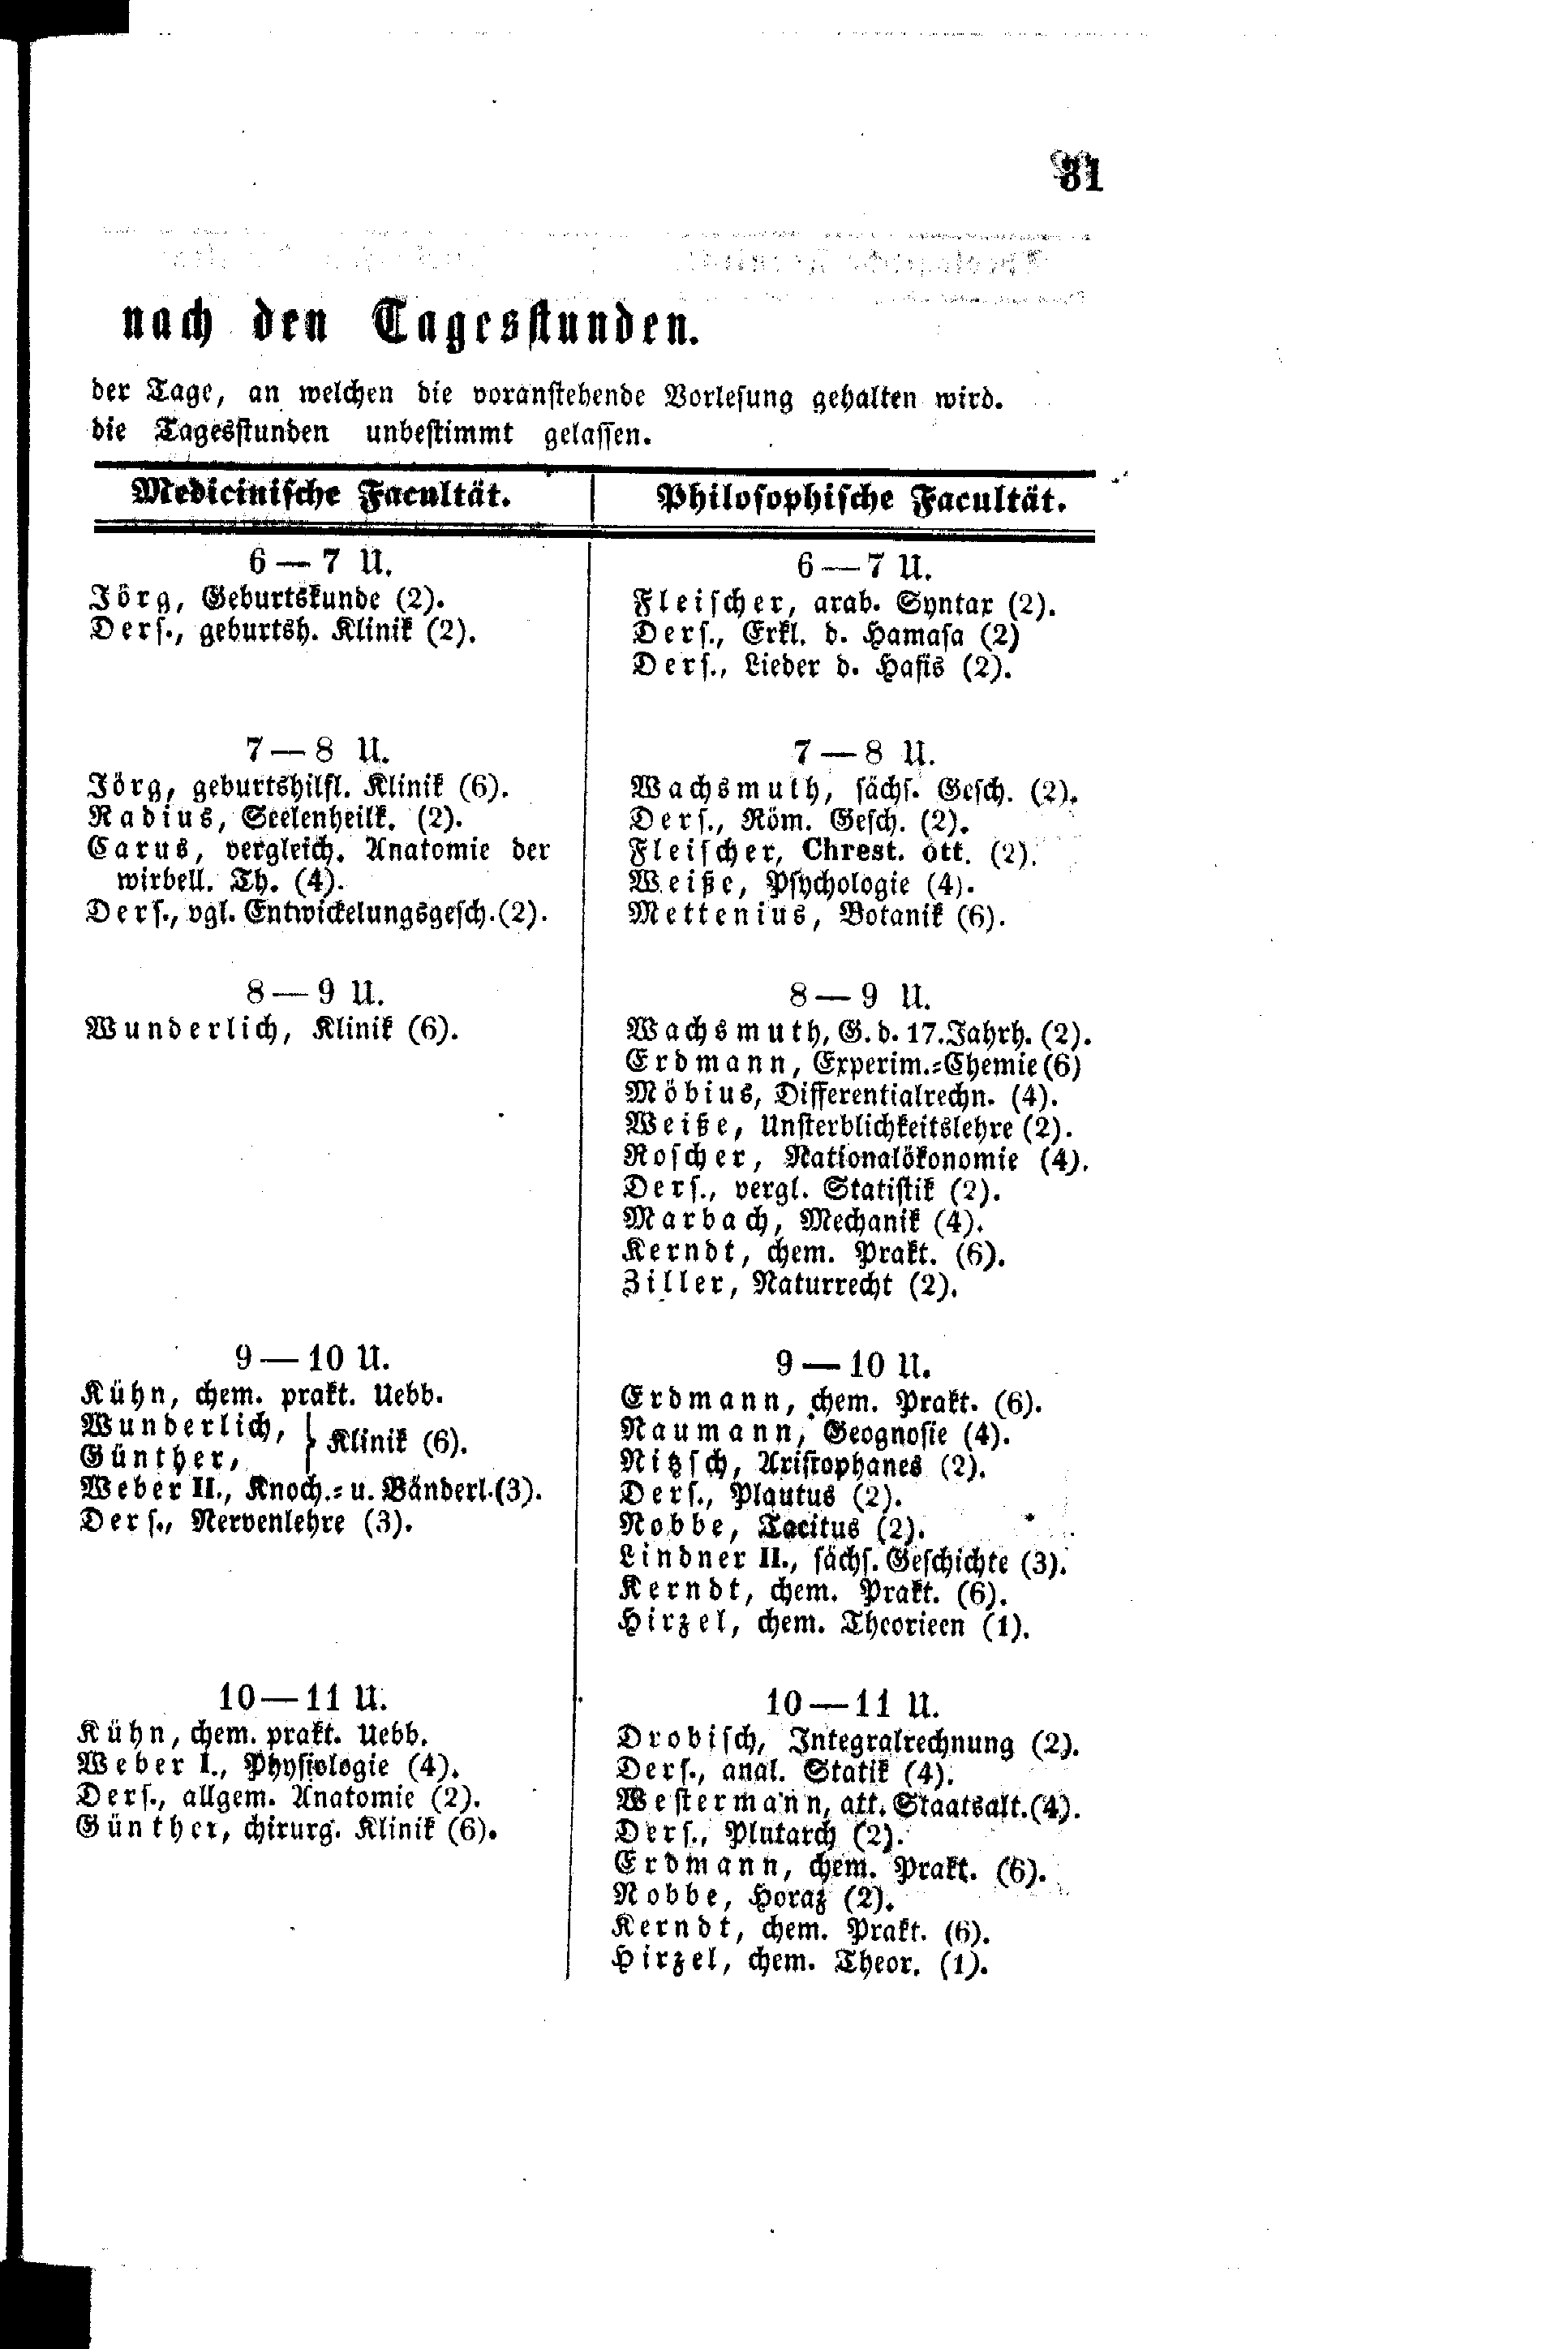 31
nach den Tagesstunden.
der Tage, an welchen die voranstehende Vorlesung gehalten wird.
die Tagesstunden unbestimmt gelassen.
Medicinische Facultät.
6—7 U.
Jörg, Geburtskunde (2).
Ders., geburtsh. Klinik (2).
7—8 U.
Jörg, geburtshilfl. Klinik (6).
Radius, Seelenheilk. (2).
Carus, vergleich. Anatomie der
wirbell. Th. (4).
Ders., vgl. Entwickelungsgesch. (2).
8—9 U.
Wunderlich, Klinik (6).
9—10 U.
Kühn, chem. prakt. Uebb.
Wunderlich,
Günther, } Klinik (6).
Weber II., Knoch.- u. Bänderl. (3).
Ders., Nervenlehre (3).
10—11 U.
Kühn, chem. prakt. Uebb.
Weber I., Physiologie (4).
Ders., allgem. Anatomie (2).
Günther, chirurg. Klinik (6).
Philosophische Facultät.
6—7 U.
Fleischer, arab. Syntax (2).
Ders., Erkl. d. Hamasa (2)
Ders., Lieder d. Hafis (2).
7—8 U.
Wachsmuth, sächs. Gesch. (2).
Ders., Röm. Gesch. (2).
Fleischer, Chrest. ott. (2).
Weiße, Psychologie (4).
Mettenius, Botanik (6).
8—9 U.
Wachsmuth, G. d. 17. Jahrh. (2).
Erdmann, Experim.-Chemie (6)
Möbius, Differentialrechn. (4).
Weiße, Unsterblichkeitslehre (2).
Roscher, Nationalökonomie (4).
Ders., vergl. Statistik (2).
Marbach, Mechanik (4).
Kerndt, chem. Prakt. (6).
Ziller, Naturrecht (2).
9—10 U.
Erdmann, chem. Prakt. (6).
Naumann, Geognosie (4).
Nitzsch, Aristophanes (2).
Ders., Plautus (2).
Nobbe, Tacitus (2).
Lindner II., sächs. Geschichte (3).
Kerndt, chem. Prakt. (6).
Hirzel, chem. Theorieen (1).
10—11 U.
Drobisch, Integralrechnung (2).
Ders., anal. Statik (4).
Westermann, att. Staatsalt. (4).
Ders., Plutarch (2).
Erdmann, chem. Prakt. (6).
Nobbe, Horaz (2).
Kerndt, chem. Prakt. (6).
Hirzel, chem. Theor. (1).